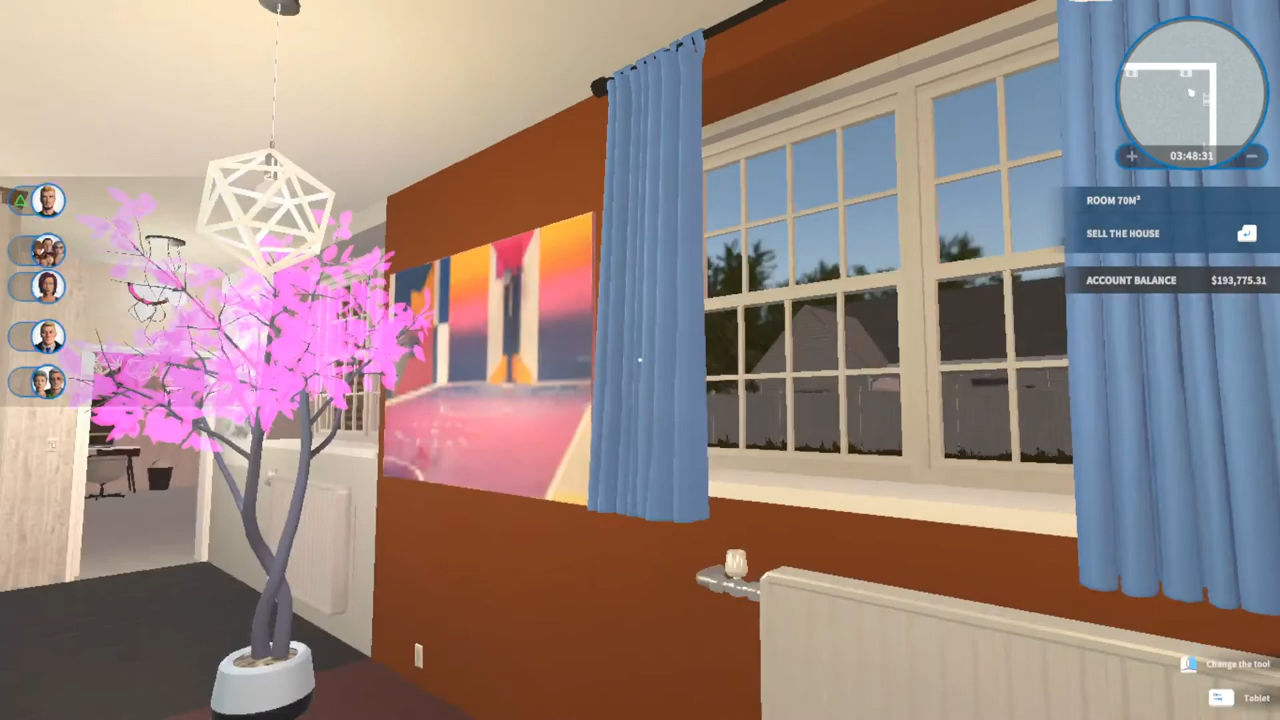 03:48:31
ROOM 70M²
SELL THE HOUSE
ACCOUNT BALANCE $193,775.31
Change the tool
Tablet